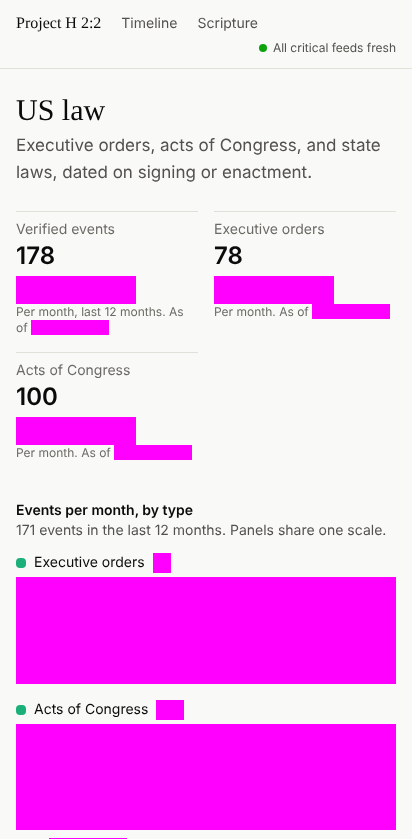 Project H 2:2 Timeline Scripture
All critical feeds fresh
US law
Executive orders, acts of Congress, and state
laws, dated on signing or enactment.
Verified events
178
Per month, last 12 months. As
of
Executive orders
78
Per month. As of
Acts of Congress
100
Per month. As of
Events per month, by type
171 events in the last 12 months. Panels share one scale.
Executive orders
Acts of Congress